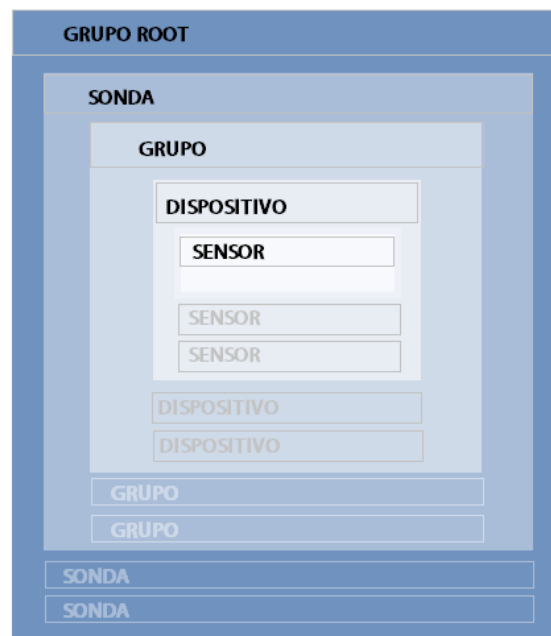 GRUPO ROOT
SONDA
GRUPO
DISPOSITIVO
SENSOR
SENSOR
SENSOR
DISPOSITIVO
DISPOSITIVO
GRUPO
GRUPO
SONDA
SONDA